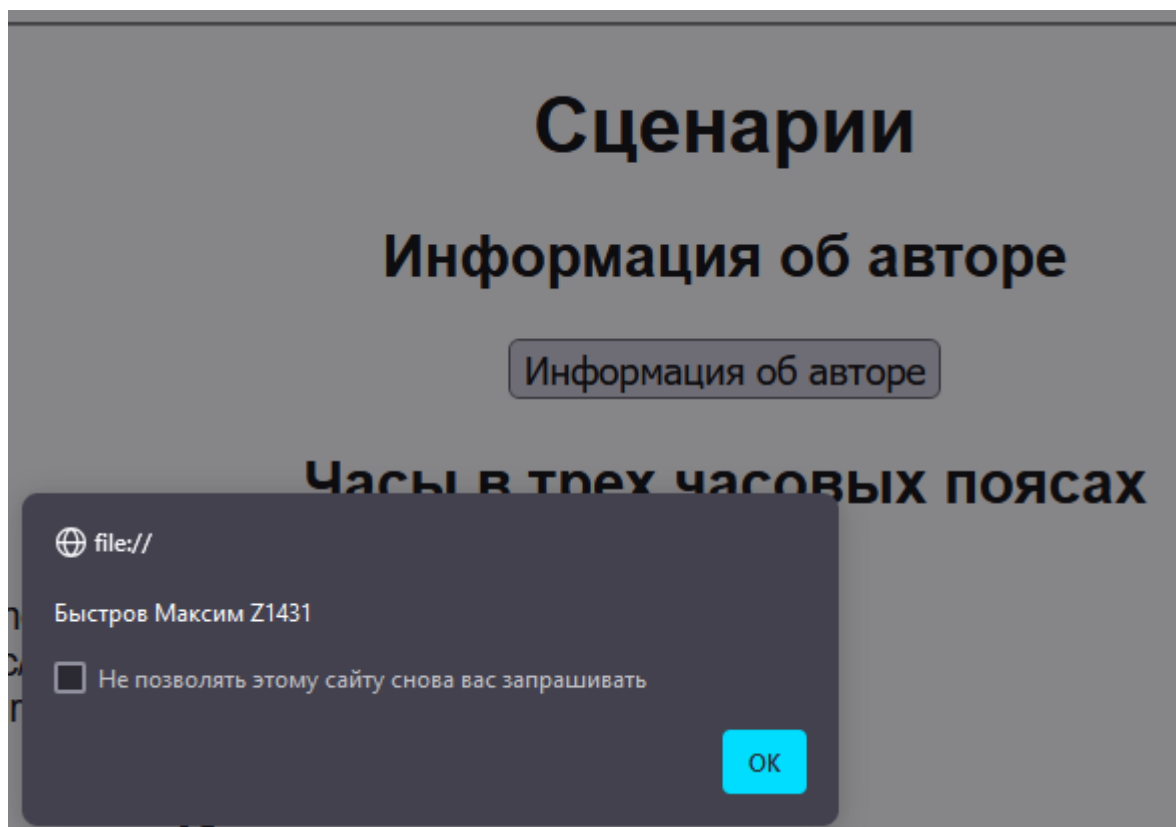 Сценарии
Информация об авторе
Информация об авторе
Часы в трех часовых поясах
file://
Быстров Максим Z1431
Не позволять этому сайту снова вас запрашивать
OK